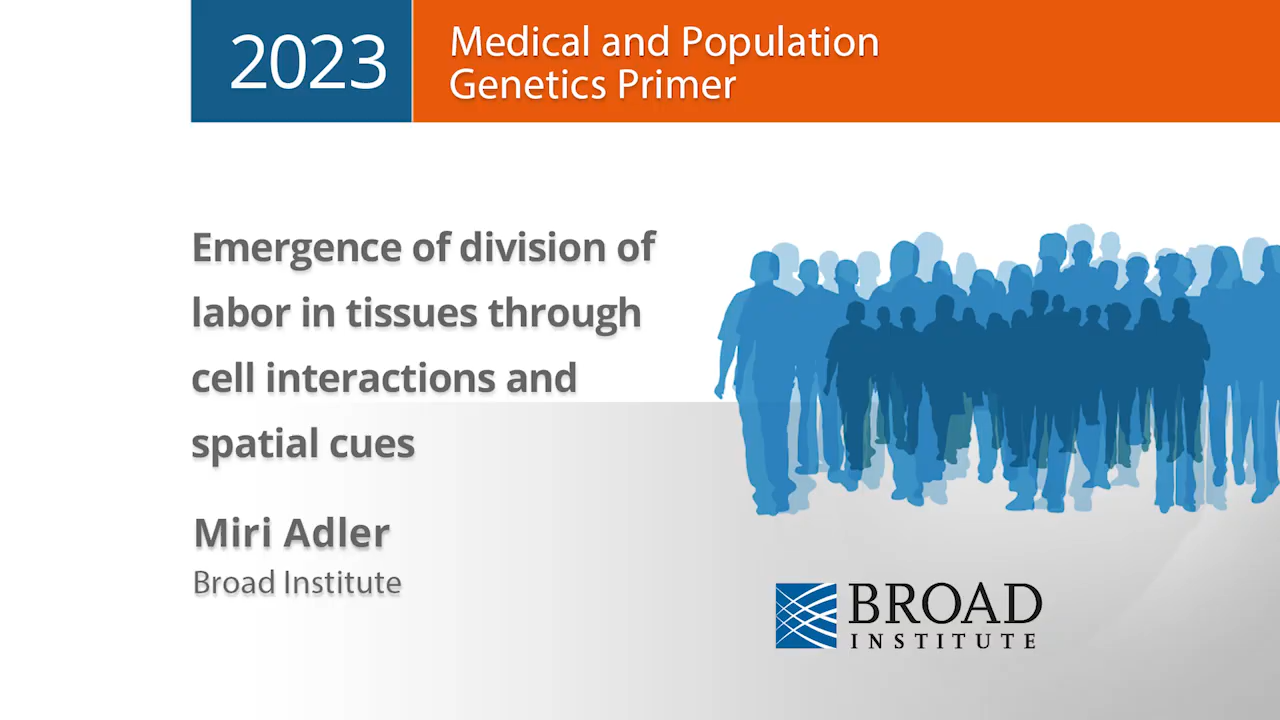 2023
Medical and Population
Genetics Primer
Emergence of division of
labor in tissues through
cell interactions and
spatial cues
Miri Adler
Broad Institute
BROAD
INSTITUTE